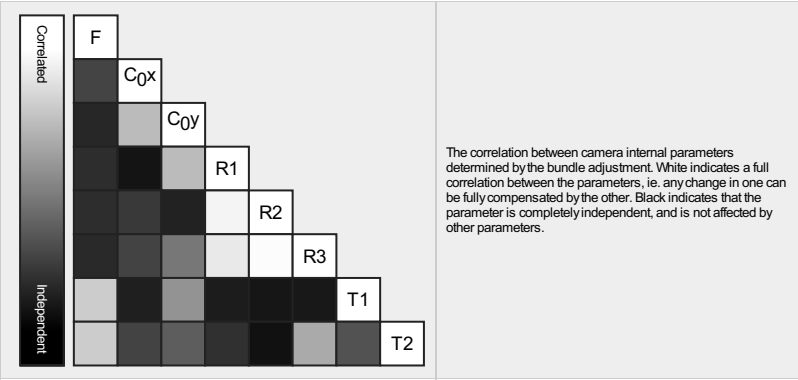 Correlated
Independent
F
C0x
C0y
R1
R2
R3
T1
T2
The correlation between camera internal parameters
determined by the bundle adjustment. White indicates a full
correlation between the parameters, ie. any change in one can
be fully compensated by the other. Black indicates that the
parameter is completely independent, and is not affected by
other parameters.